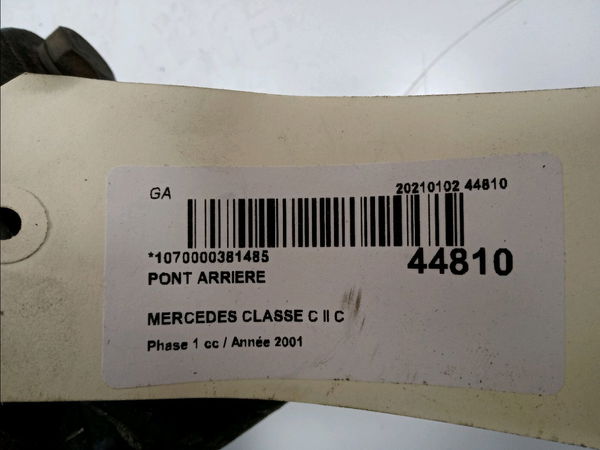 GA
20210102 44810
*1070000381485
44810
PONT ARRIERE
MERCEDES CLASSE C II C
Phase 1 cc / Année 2001